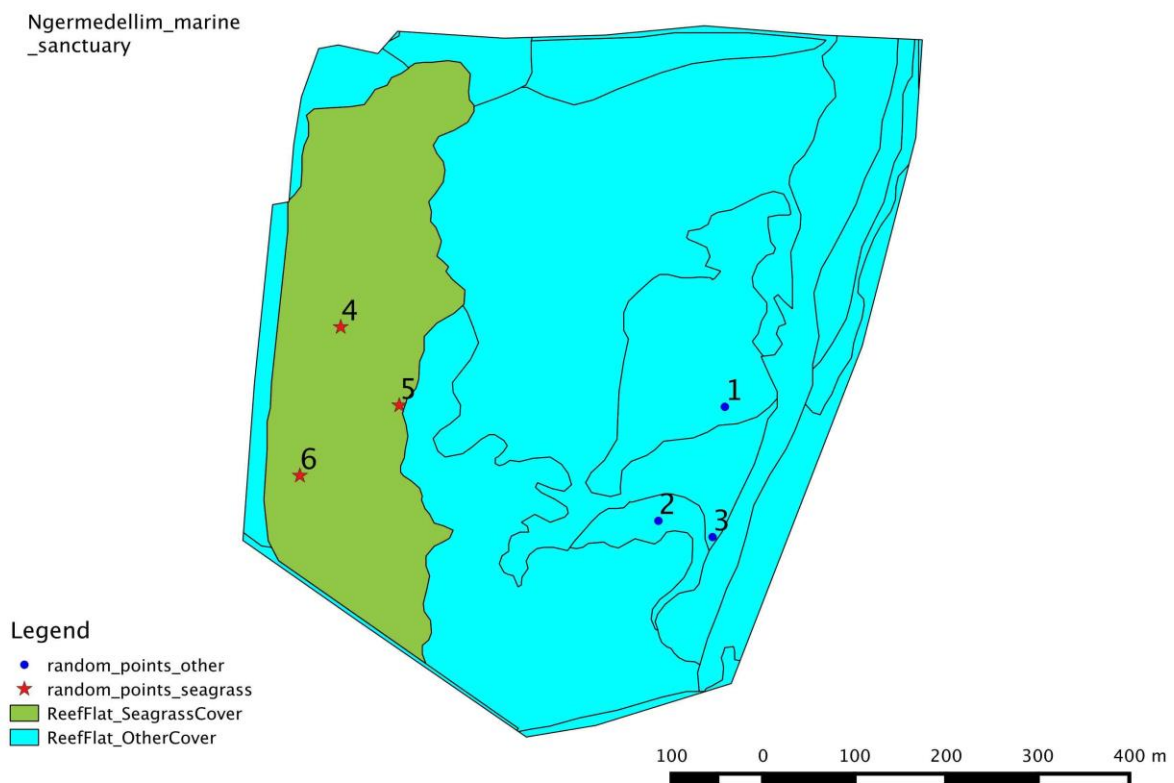 Ngermedellim_marine
_sanctuary
4
5
1
6
2
3
Legend
random_points_other
random_points_seagrass
ReefFlat_SeagrassCover
ReefFlat_OtherCover
100 0 100 200 300 400 m